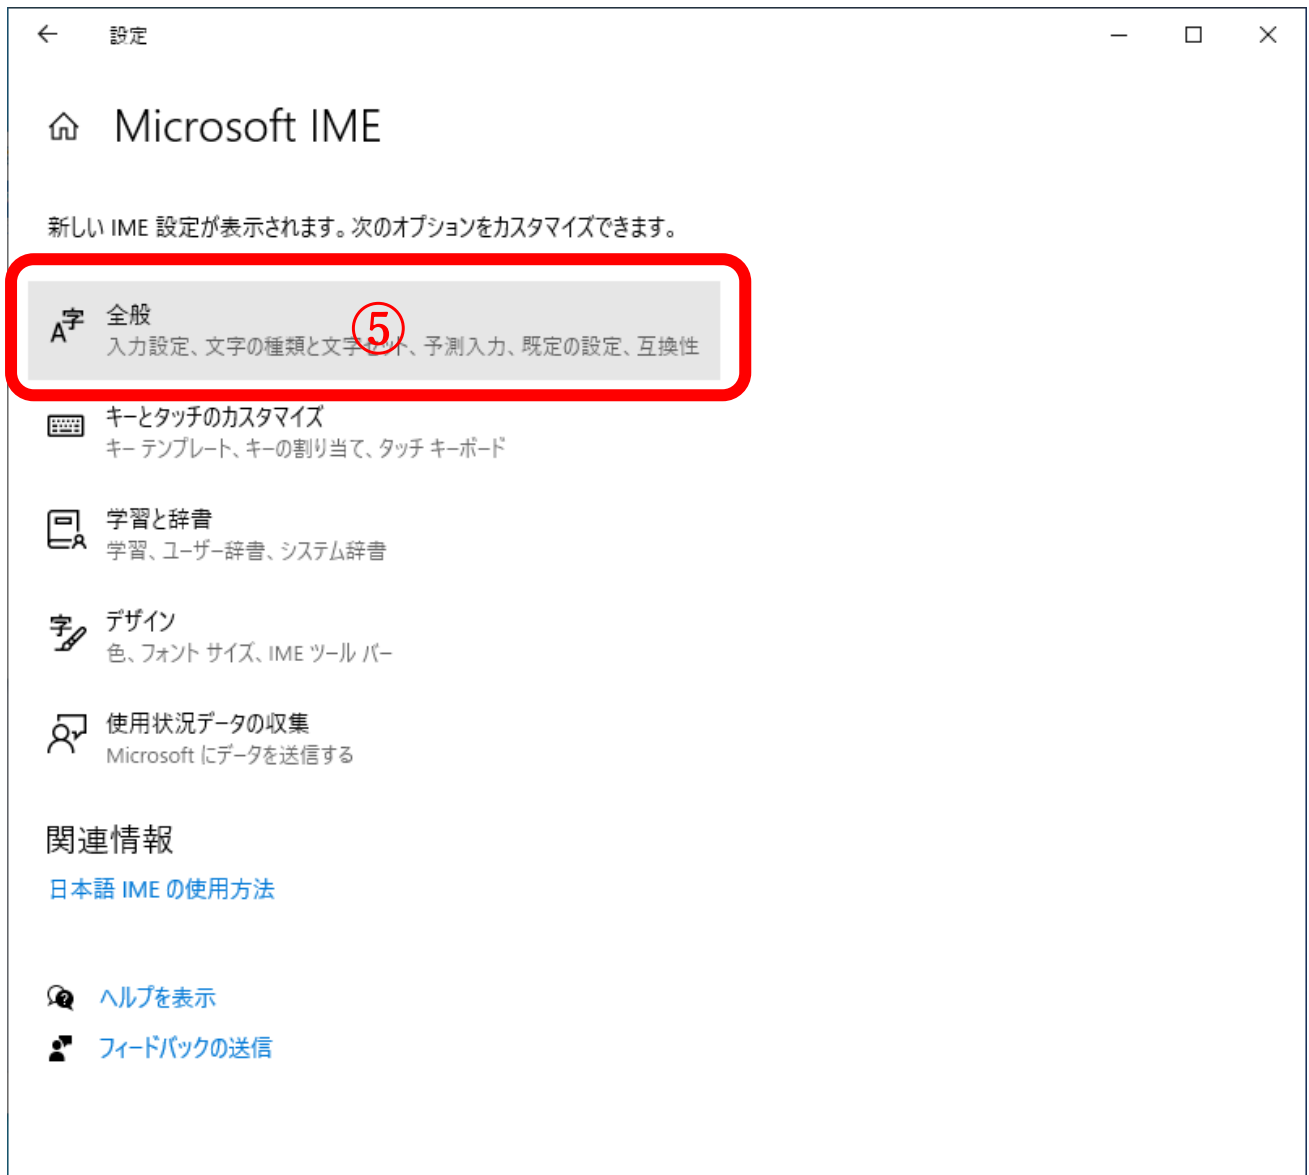 設定
Microsoft IME
新しい IME 設定が表示されます。次のオプションをカスタマイズできます。
全般
⑤
入力設定、文字の種類と文字セット、予測入力、既定の設定、互換性
キーとタッチのカスタマイズ
キー テンプレート、キーの割り当て、タッチ キーボード
学習と辞書
学習、ユーザー辞書、システム辞書
デザイン
色、フォント サイズ、IME ツール バー
使用状況データの収集
Microsoft にデータを送信する
関連情報
日本語 IME の使用方法
ヘルプを表示
フィードバックの送信